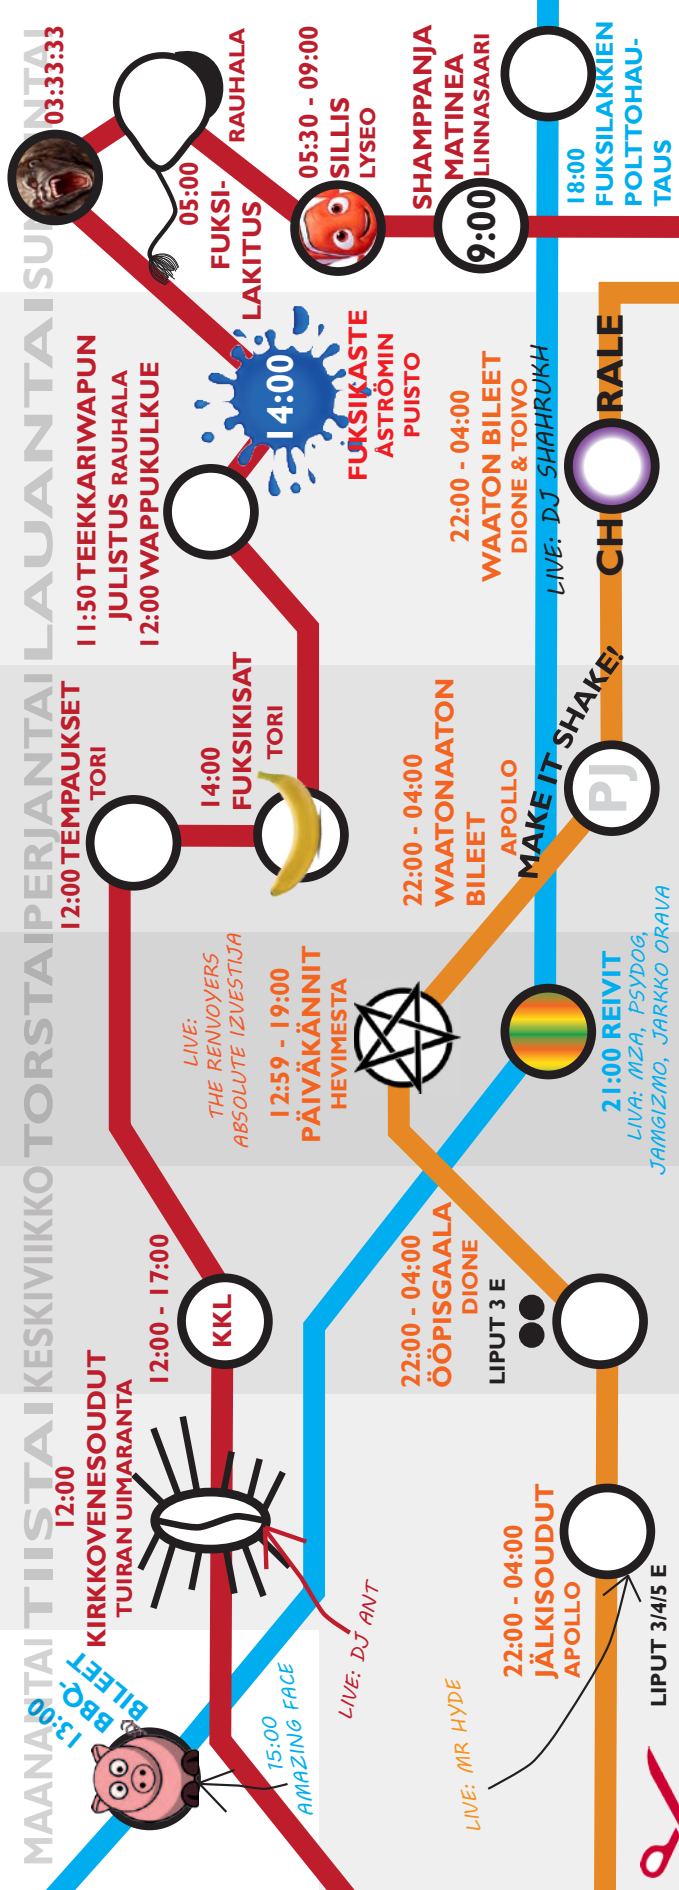 MAANANTAI
TIISTAI
KESKIVIIKKO
TORSTAI
PERJANTAI
LAUANTAI
SUNNUNTAI
13:00
BBQ-
BILEET
15:00
AMAZING FACE
12:00
KIRKKOVENESOUDUT
TUIRAN UIMARANTA
LIVE: DJ ANT
LIVE: MR HYDE
22:00 - 04:00
JÄLKISOUDUT
APOLLO
LIPUT 3/4/5 E
12:00 - 17:00
KKL
22:00 - 04:00
ÖÖPISGAALA
DIONE
LIPUT 3 E
LIVE:
THE RENVOYERS
ABSOLUTE IZVESTIJA
12:59 - 19:00
PÄIVÄKÄNNIT
HEVIMESTA
21:00 REIVIT
LIVA: MZA, PSYDOG,
JAMGIZMO, JARKKO ORAVA
12:00 TEMPAUKSET
TORI
14:00
FUKSIKISAT
TORI
22:00 - 04:00
WAATONAATON
BILEET
APOLLO
MAKE IT SHAKE!
PJ
11:50 TEEKKARIWAPUN
JULISTUS RAUHALA
12:00 WAPPUKULKUE
14:00
FUKSIKASTE
ÅSTRÖMIN
PUISTO
22:00 - 04:00
WAATON BILEET
DIONE & TOIVO
LIVE: DJ SHAHRUKH
CH RALE
03:33:33
05:00
FUKSI-
LAKITUS
RAUHALA
05:30 - 09:00
SILLIS
LYSEO
SHAMPPANJA
MATINEA
LINNASAARI
9:00
18:00
FUKSILAKKIEN
POLTTOHAU-
TAUS